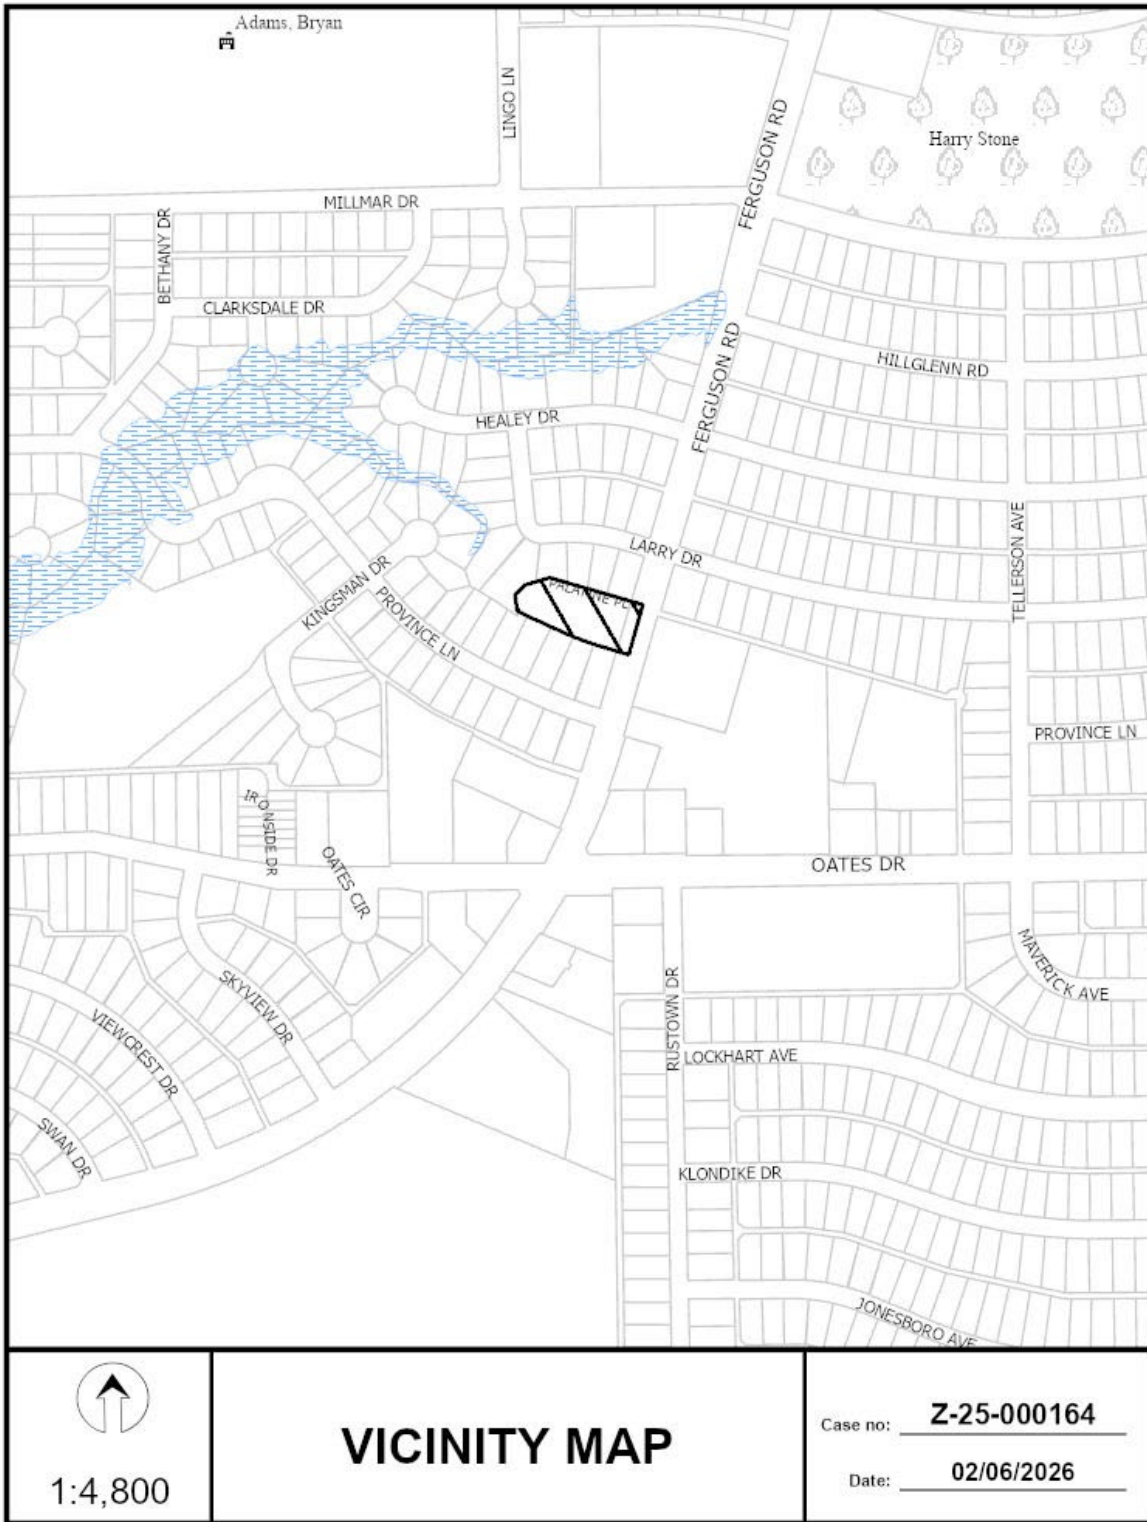 Adams, Bryan
LINGO LN
FERGUSON RD
Harry Stone
MILLMAR DR
BETHANY DR
CLARKSDALE DR
FERGUSON RD
HILLGLENN RD
HEALEY DR
TELLERSON AVE
LARRY DR
KINGSMAN DR
PROVINCE LN
PROVINCE LN
IRONSIDE DR
OATES CIR
OATES DR
SKYVIEW DR
MAVERICK AVE
VIEWCREST DR
RUSTOWN DR
LOCKHART AVE
SWAN DR
KLONDIKE DR
JONESBORO AVE
1:4,800
VICINITY MAP
Case no: Z-25-000164
Date: 02/06/2026